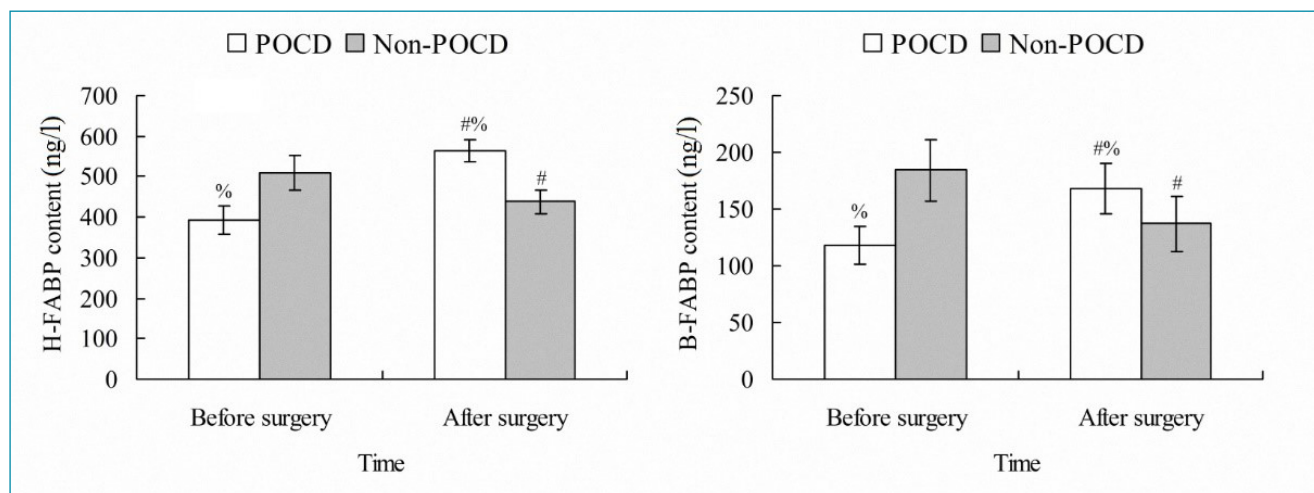 POCD Non-POCD
700
600
500
400
300
200
100
0
H-FABP content (ng/l)
%
#%
#
Before surgery After surgery
Time
POCD Non-POCD
250
200
150
100
50
0
B-FABP content (ng/l)
%
#%
#
Before surgery After surgery
Time